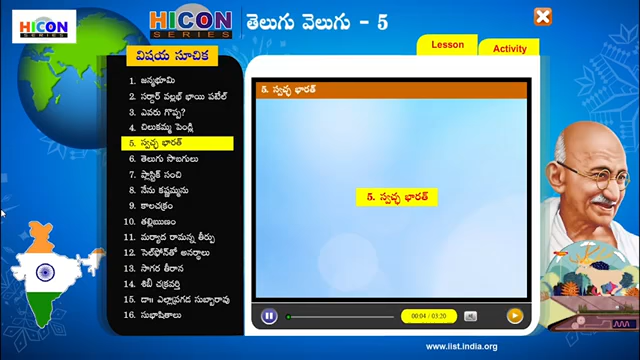 HICON
SERIES
HICON
SERIES
తెలుగు వెలుగు - 5
Lesson
Activity
విషయ సూచిక
1. జన్మభూమి
2. సర్దార్ వల్లభ్ భాయి పటేల్
3. ఎవరు గొప్ప?
4. చిలుకమ్మ పెండ్లి
5. స్వచ్ఛ భారత్
6. తెలుగు సొబగులు
7. ప్లాస్టిక్ సంచి
8. నేను కష్టమ్మను
9. కాలచక్రం
10. తల్లిఋణం
11. మర్యాద రామన్న తీర్పు
12. సెల్‌ఫోన్‌తో అనర్థాలు
13. సాగర తీరాన
14. శిబి చక్రవర్తి
15. డా॥ ఎల్లాప్రగడ సుబ్బారావు
16. సుభాషితాలు
5. స్వచ్ఛ భారత్
5. స్వచ్ఛ భారత్
00:04 / 03:20
www.list.india.org